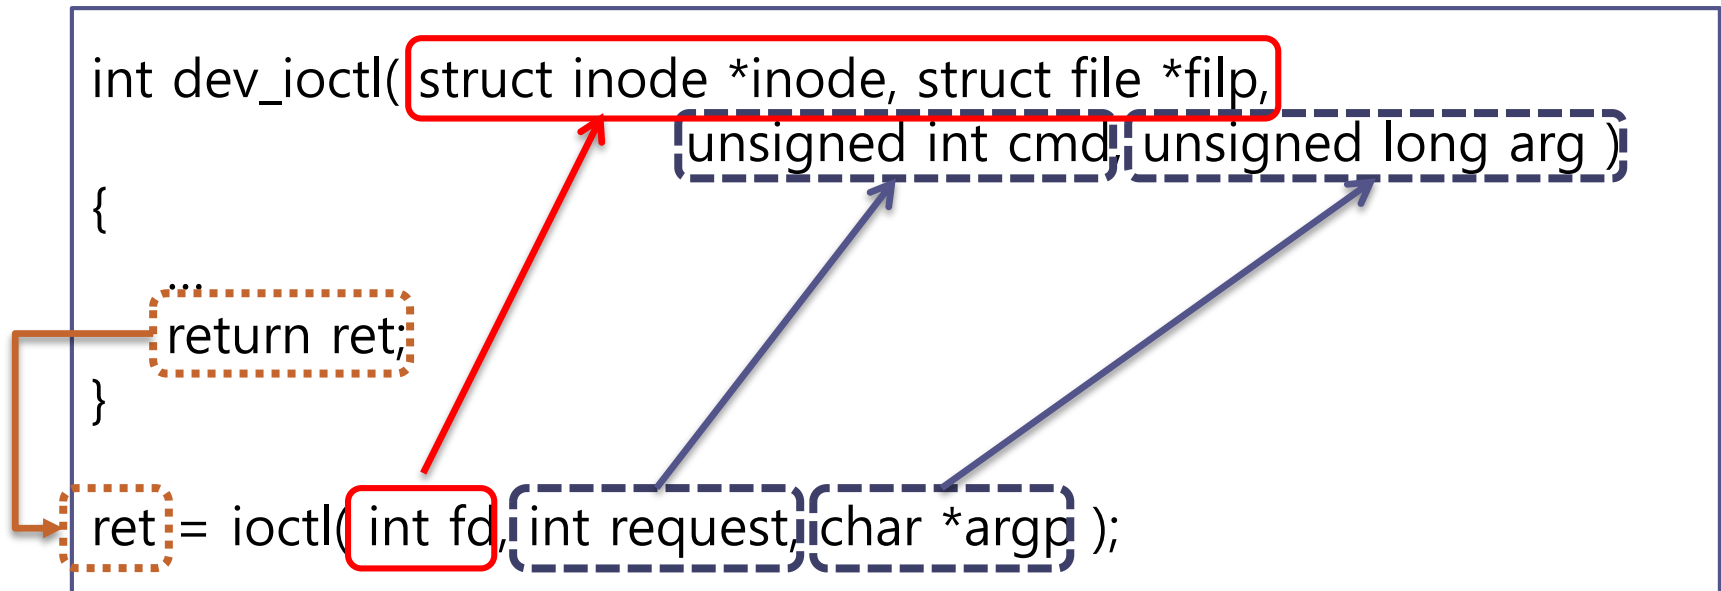 int dev_ioctl( struct inode *inode, struct file *filp,
unsigned int cmd, unsigned long arg )
{
...
return ret;
}
ret = ioctl( int fd, int request, char *argp );